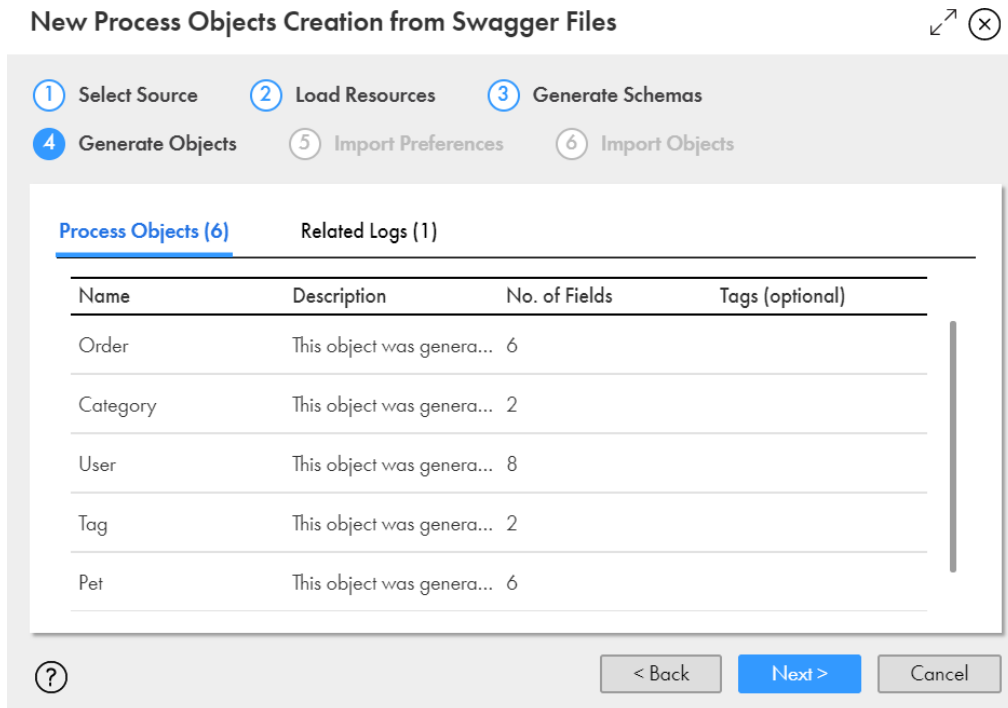 New Process Objects Creation from Swagger Files
1 Select Source 2 Load Resources 3 Generate Schemas
4 Generate Objects 5 Import Preferences 6 Import Objects
Process Objects (6) Related Logs (1)
Name Description No. of Fields Tags (optional)
Order This object was genera... 6
Category This object was genera... 2
User This object was genera... 8
Tag This object was genera... 2
Pet This object was genera... 6
? < Back Next > Cancel